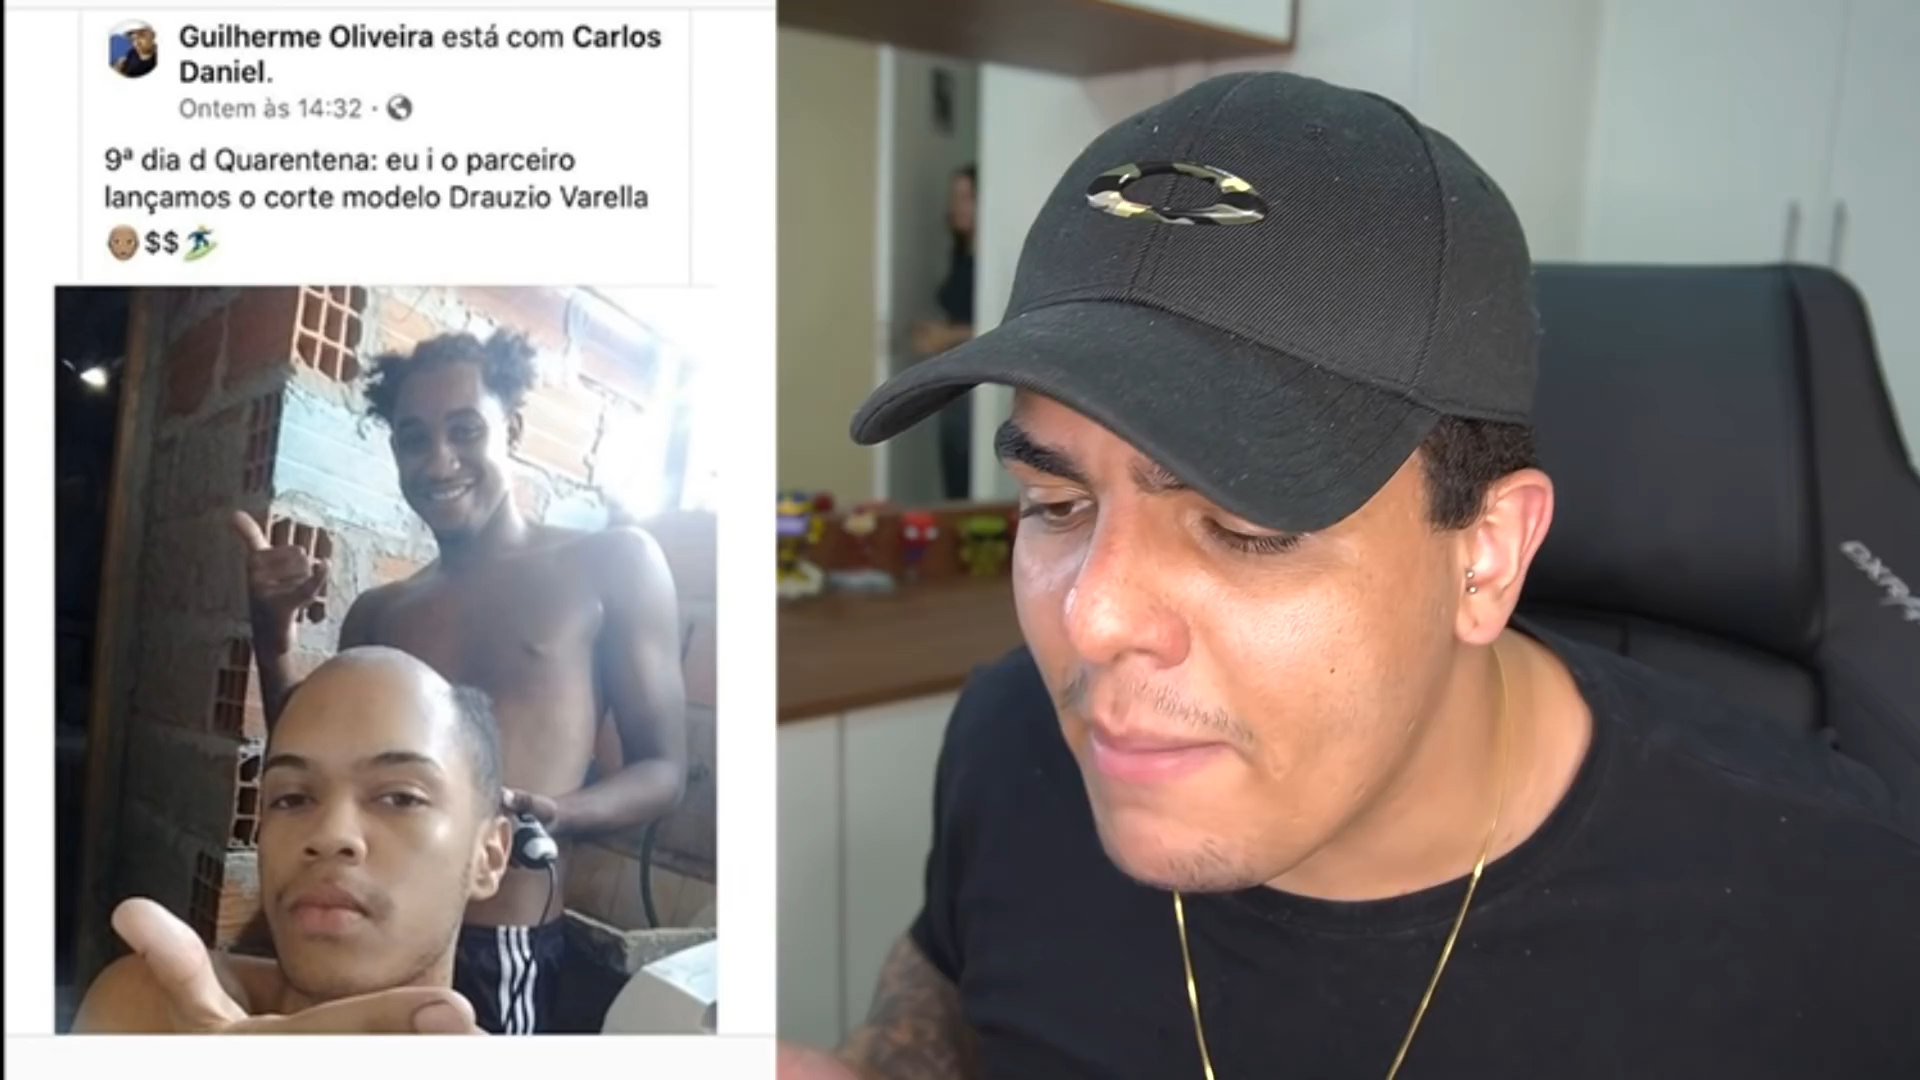 Guilherme Oliveira está com Carlos
Daniel.
Ontem às 14:32 ·
9ª dia d Quarentena: eu i o parceiro
lançamos o corte modelo Drauzio Varella
👨🏽‍🦲$$🏄